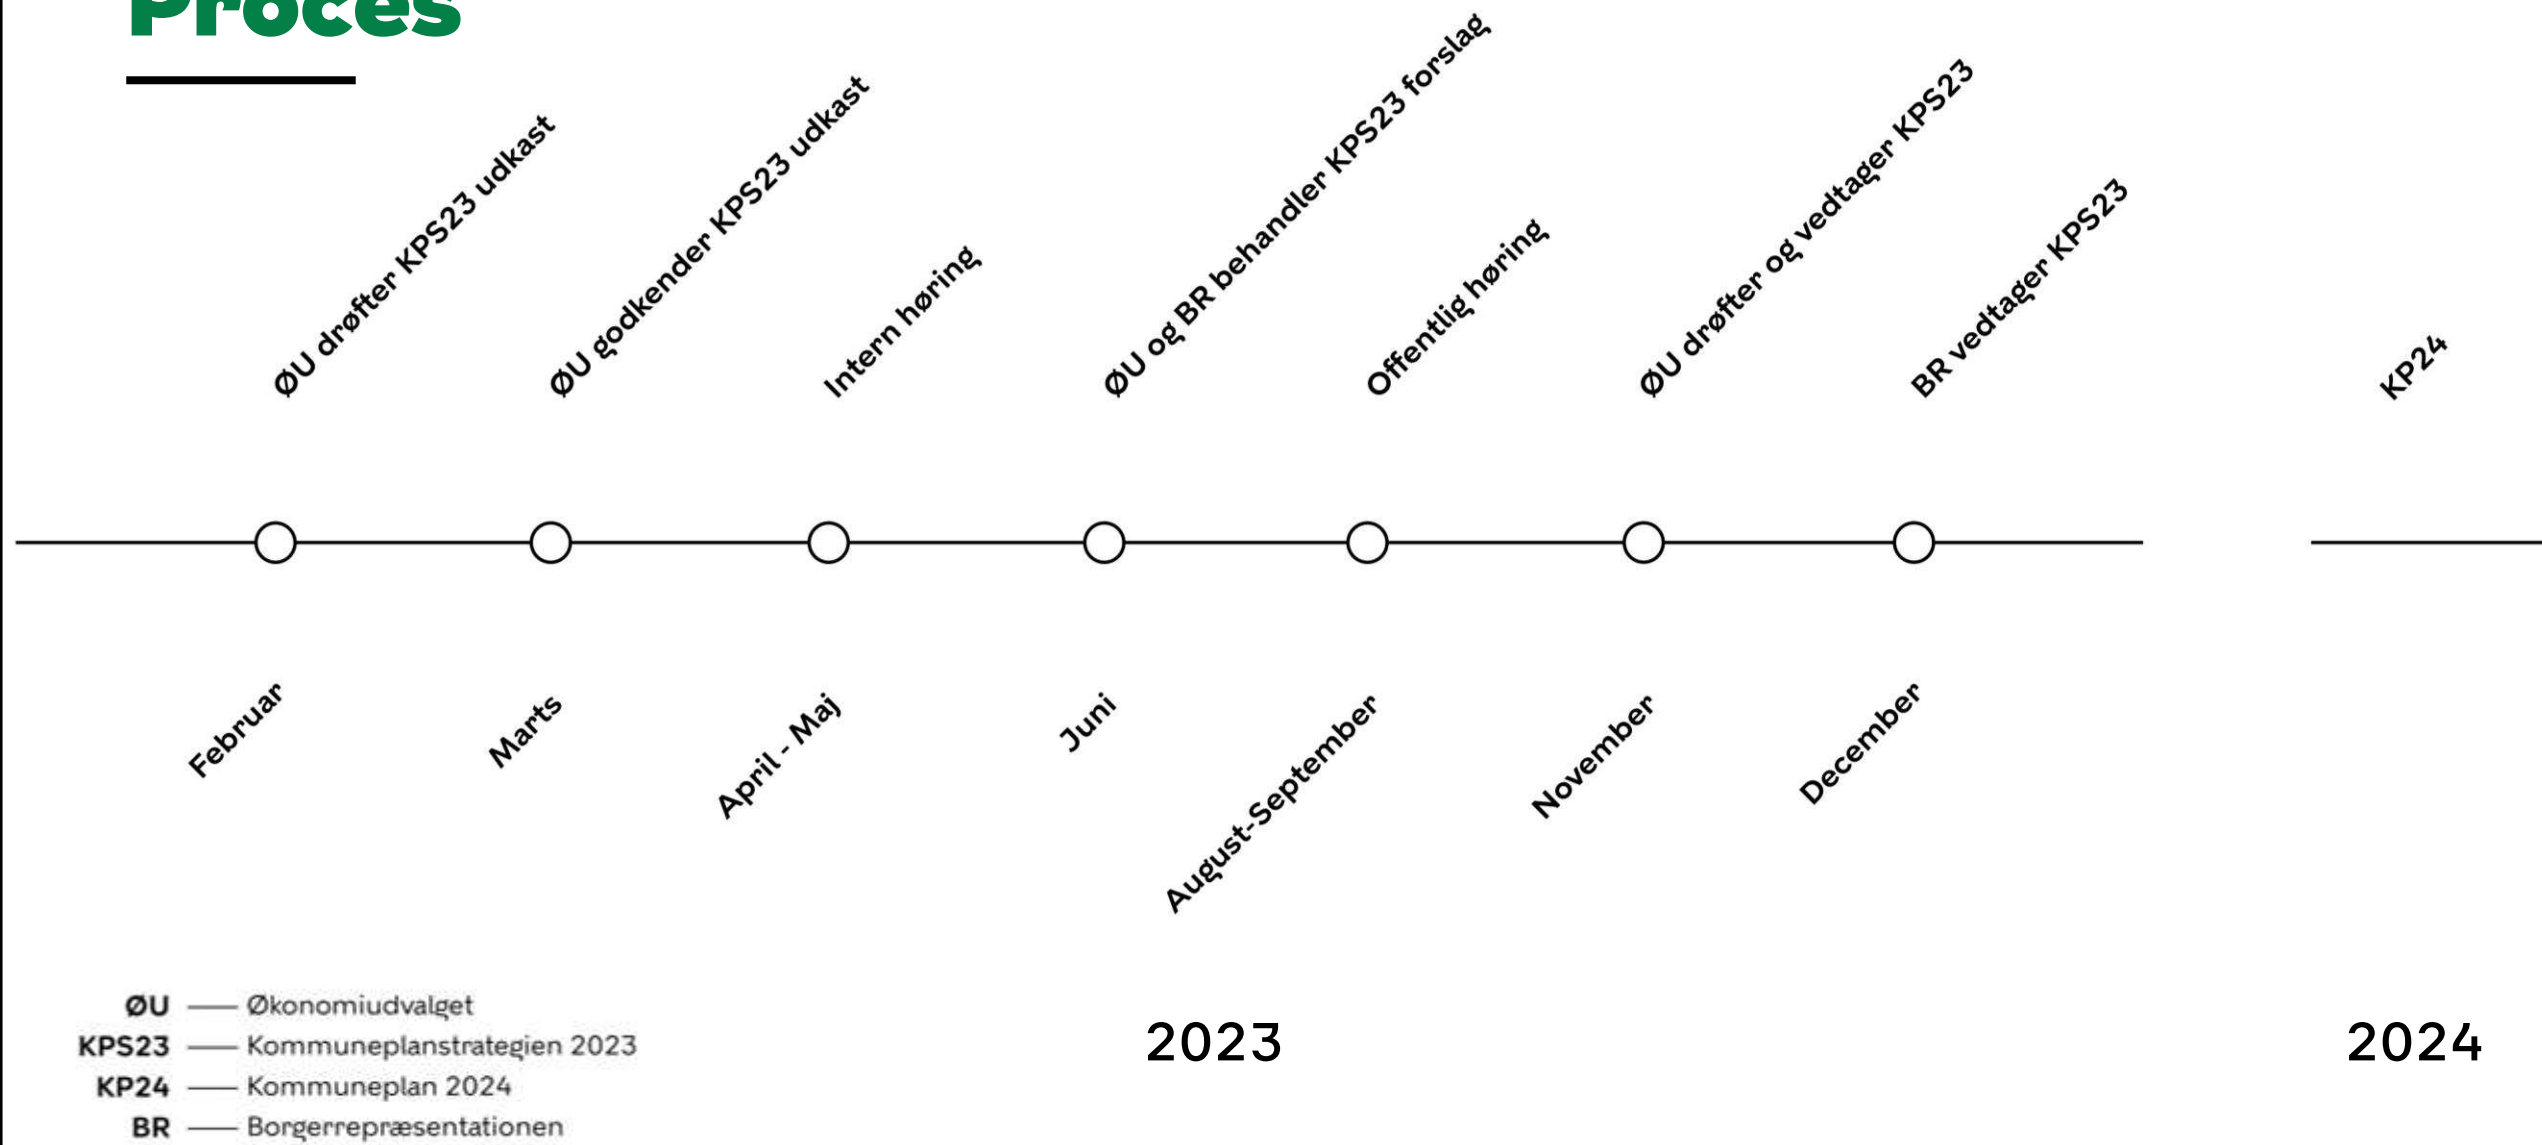 Proces
ØU drøfter KPS23 udkast
ØU godkender KPS23 udkast
Intern høring
ØU og BR behandler KPS23 forslag
Offentlig høring
ØU drøfter og vedtager KPS23
BR vedtager KPS23
KP24
Februar
Marts
April - Maj
Juni
August-September
November
December
2023
2024
ØU — Økonomiudvalget
KPS23 — Kommuneplanstrategien 2023
KP24 — Kommuneplan 2024
BR — Borgerrepræsentationen